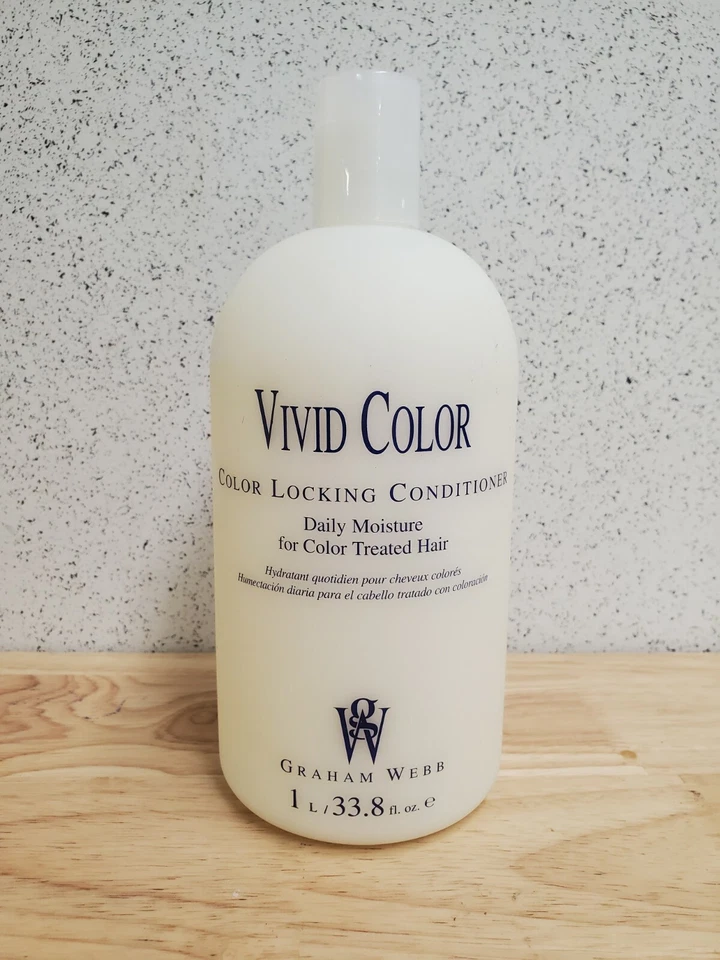 VIVID COLOR
COLOR LOCKING CONDITIONER
Daily Moisture
for Color Treated Hair
Hydratant quotidien pour cheveux colorés
Humectación diaria para el cabello tratado con coloración
GRAHAM WEBB
1 L / 33.8 fl. oz. ℮